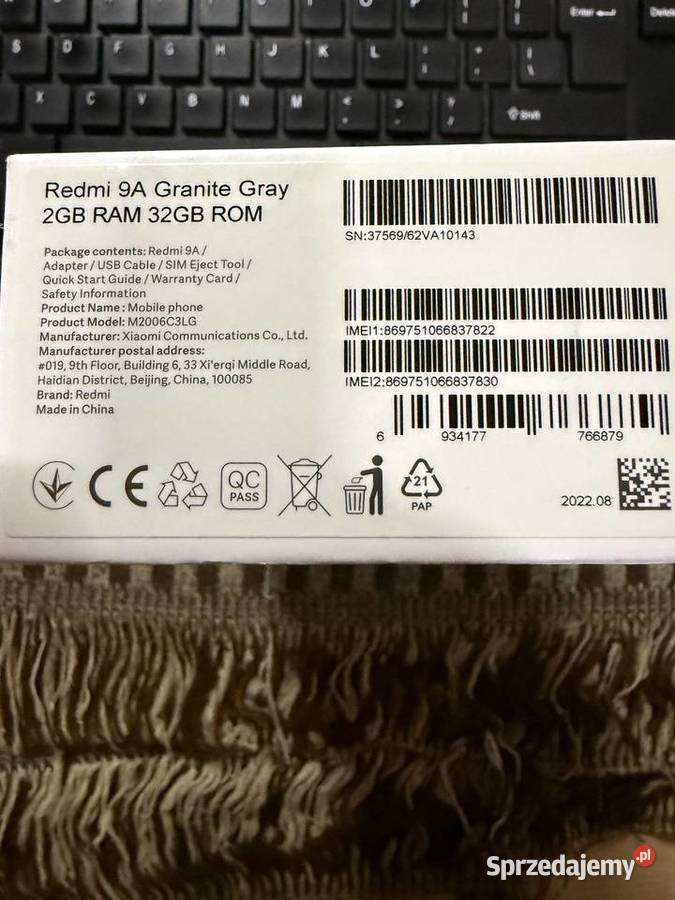 Enter
Delete
S D F G H J K L
X C V B N M < , > . ? / Shift
Redmi 9A Granite Gray
2GB RAM 32GB ROM
Package contents: Redmi 9A /
Adapter / USB Cable / SIM Eject Tool /
Quick Start Guide / Warranty Card /
Safety Information
Product Name : Mobile phone
Product Model: M2006C3LG
Manufacturer: Xiaomi Communications Co., Ltd.
Manufacturer postal address:
#019, 9th Floor, Building 6, 33 Xi'erqi Middle Road,
Haidian District, Beijing, China, 100085
Brand: Redmi
Made in China
SN:37569/62VA10143
IMEI1:869751066837822
IMEI2:869751066837830
6 934177 766879
CE
QC
PASS
21
PAP
2022.08
Sprzedajemy.pl